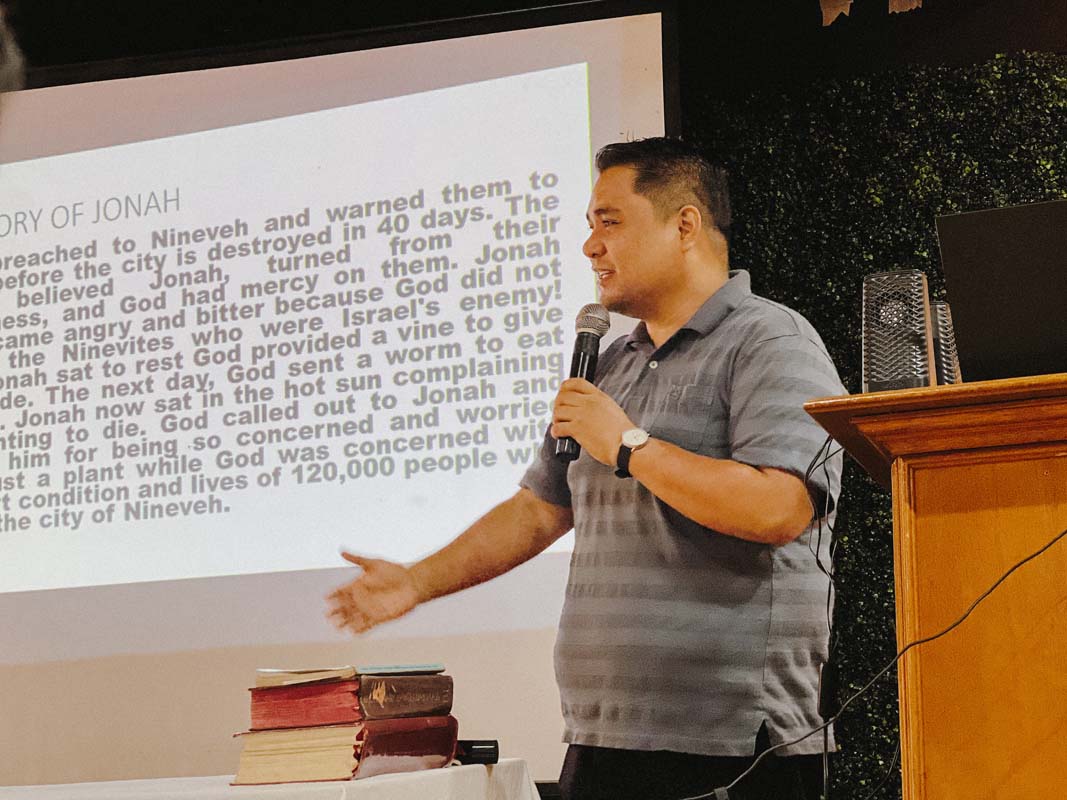 ORY OF JONAH
reached to Nineveh and warned them to
efore the city is destroyed in 40 days. The
believed Jonah, turned from their
ness, and God had mercy on them. Jonah
came angry and bitter because God did not
the Ninevites who were Israel's enemy!
onah sat to rest God provided a vine to give
de. The next day, God sent a worm to eat
. Jonah now sat in the hot sun complaining
nting to die. God called out to Jonah and
him for being so concerned and worried
ust a plant while God was concerned wit
rt condition and lives of 120,000 people w
the city of Nineveh.